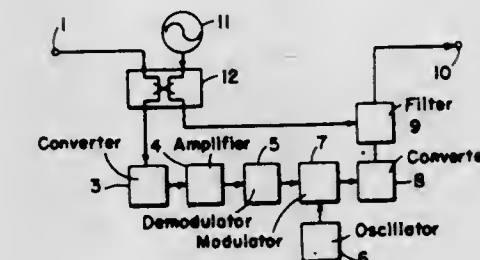 1
11
12
10
Filter
9
Converter
4 Amplifier
5
7
Converte
3
8
Demodulator
Modulator
Oscillator
6